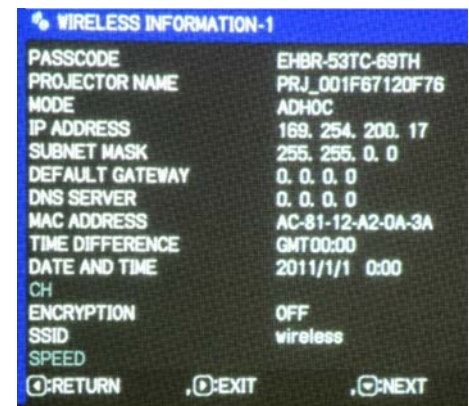 WIRELESS INFORMATION-1
PASSCODE EHBR-53TC-69TH
PROJECTOR NAME PRJ_001F67120F76
MODE ADHOC
IP ADDRESS 169. 254. 200. 17
SUBNET MASK 255. 255. 0. 0
DEFAULT GATEWAY 0. 0. 0. 0
DNS SERVER 0. 0. 0. 0
MAC ADDRESS AC-81-12-A2-0A-3A
TIME DIFFERENCE GMT00:00
DATE AND TIME 2011/1/1 0:00
CH
ENCRYPTION OFF
SSID wireless
SPEED
:RETURN ,:EXIT ,:NEXT